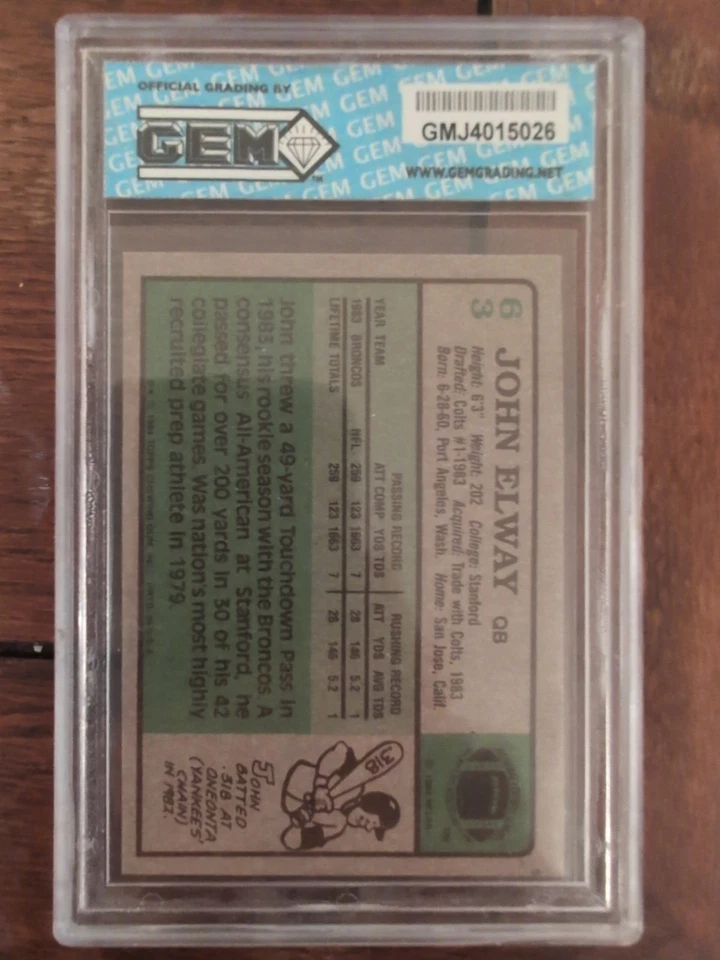 OFFICIAL GRADING BY
GEM
TM
GMJ4015026
WWW.GEMGRADING.NET
63
JOHN ELWAY QB
Height: 6'3" Weight: 202 College: Stanford
Drafted: Colts #1-1983 Acquired: Trade with Colts, 1983
Born: 6-28-60, Port Angeles, Wash. Home: San Jose, Calif.
PASSING RECORD RUSHING RECORD
YEAR TEAM ATT COMP YDS TDS ATT YDS AVG TDS
1983 BRONCOS NFL 259 123 1663 7 28 146 5.2 1
LIFETIME TOTALS 259 123 1663 7 28 146 5.2 1
John threw a 49-yard Touchdown Pass in
1983, his rookie season with the Broncos. A
consensus All-American at Stanford, he
passed for over 200 yards in 30 of his 42
collegiate games. Was nation's most highly
recruited prep athlete in 1979.
318
JOHN
BATTED
.318 AT
ONEONTA
(YANKEES'
CHAIN)
IN 1982.